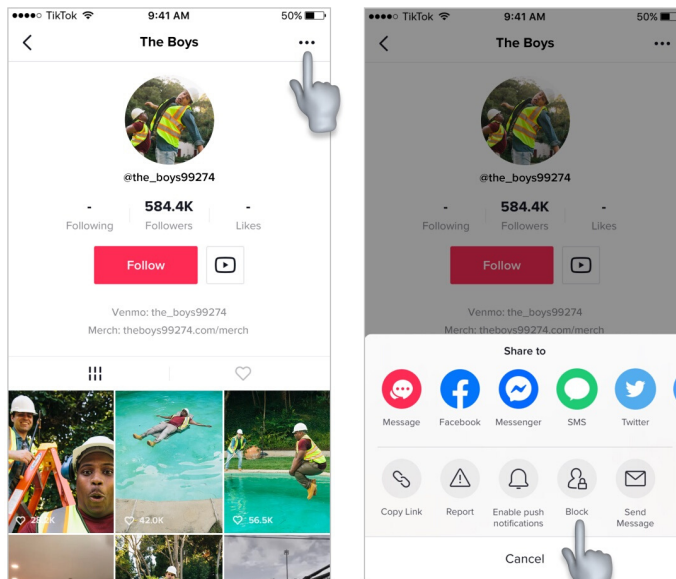 TikTok 9:41 AM 50%
The Boys
@the_boys99274
- 584.4K -
Following Followers Likes
Follow
Venmo: the_boys99274
Merch: theboys99274.com/merch
42.0K 56.5K
TikTok 9:41 AM 50%
The Boys
@the_boys99274
- 584.4K -
Following Followers Likes
Follow
Venmo: the_boys99274
Merch: theboys99274.com/merch
Share to
Message Facebook Messenger SMS Twitter
Copy Link Report Enable push Block Send
notifications Message
Cancel